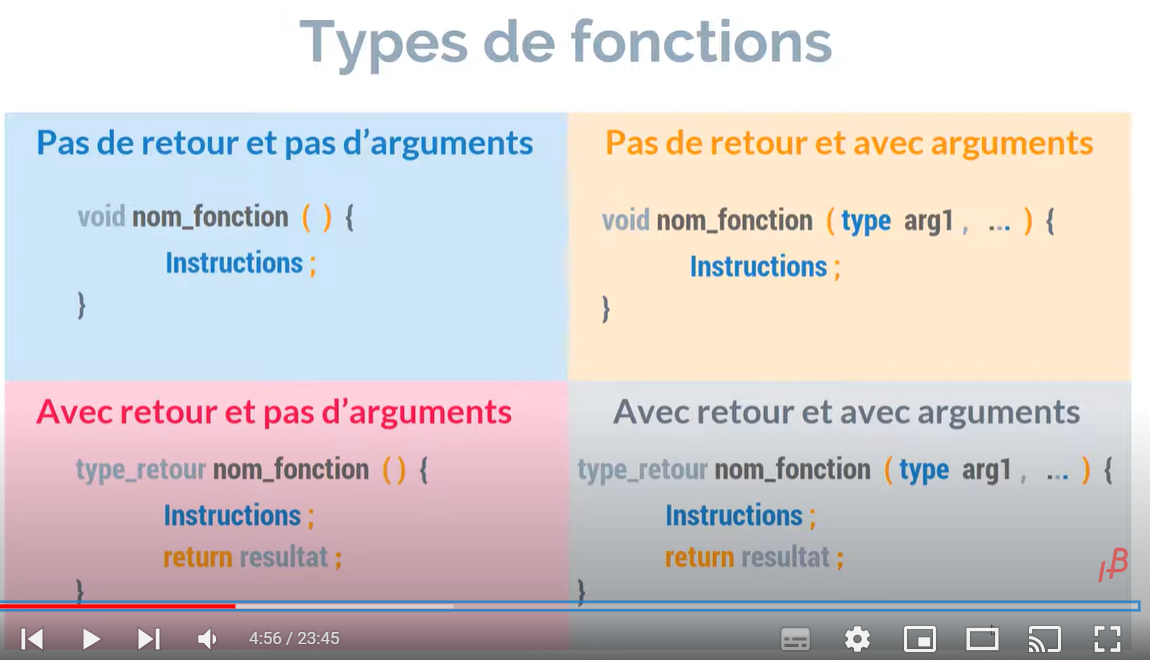 Types de fonctions
Pas de retour et pas d'arguments
void nom_fonction ( ) {
Instructions ;
}
Pas de retour et avec arguments
void nom_fonction ( type arg1 , ... ) {
Instructions ;
}
Avec retour et pas d'arguments
type_retour nom_fonction ( ) {
Instructions ;
return resultat ;
}
Avec retour et avec arguments
type_retour nom_fonction ( type arg1 , ... ) {
Instructions ;
return resultat ;
}
4:56 / 23:45